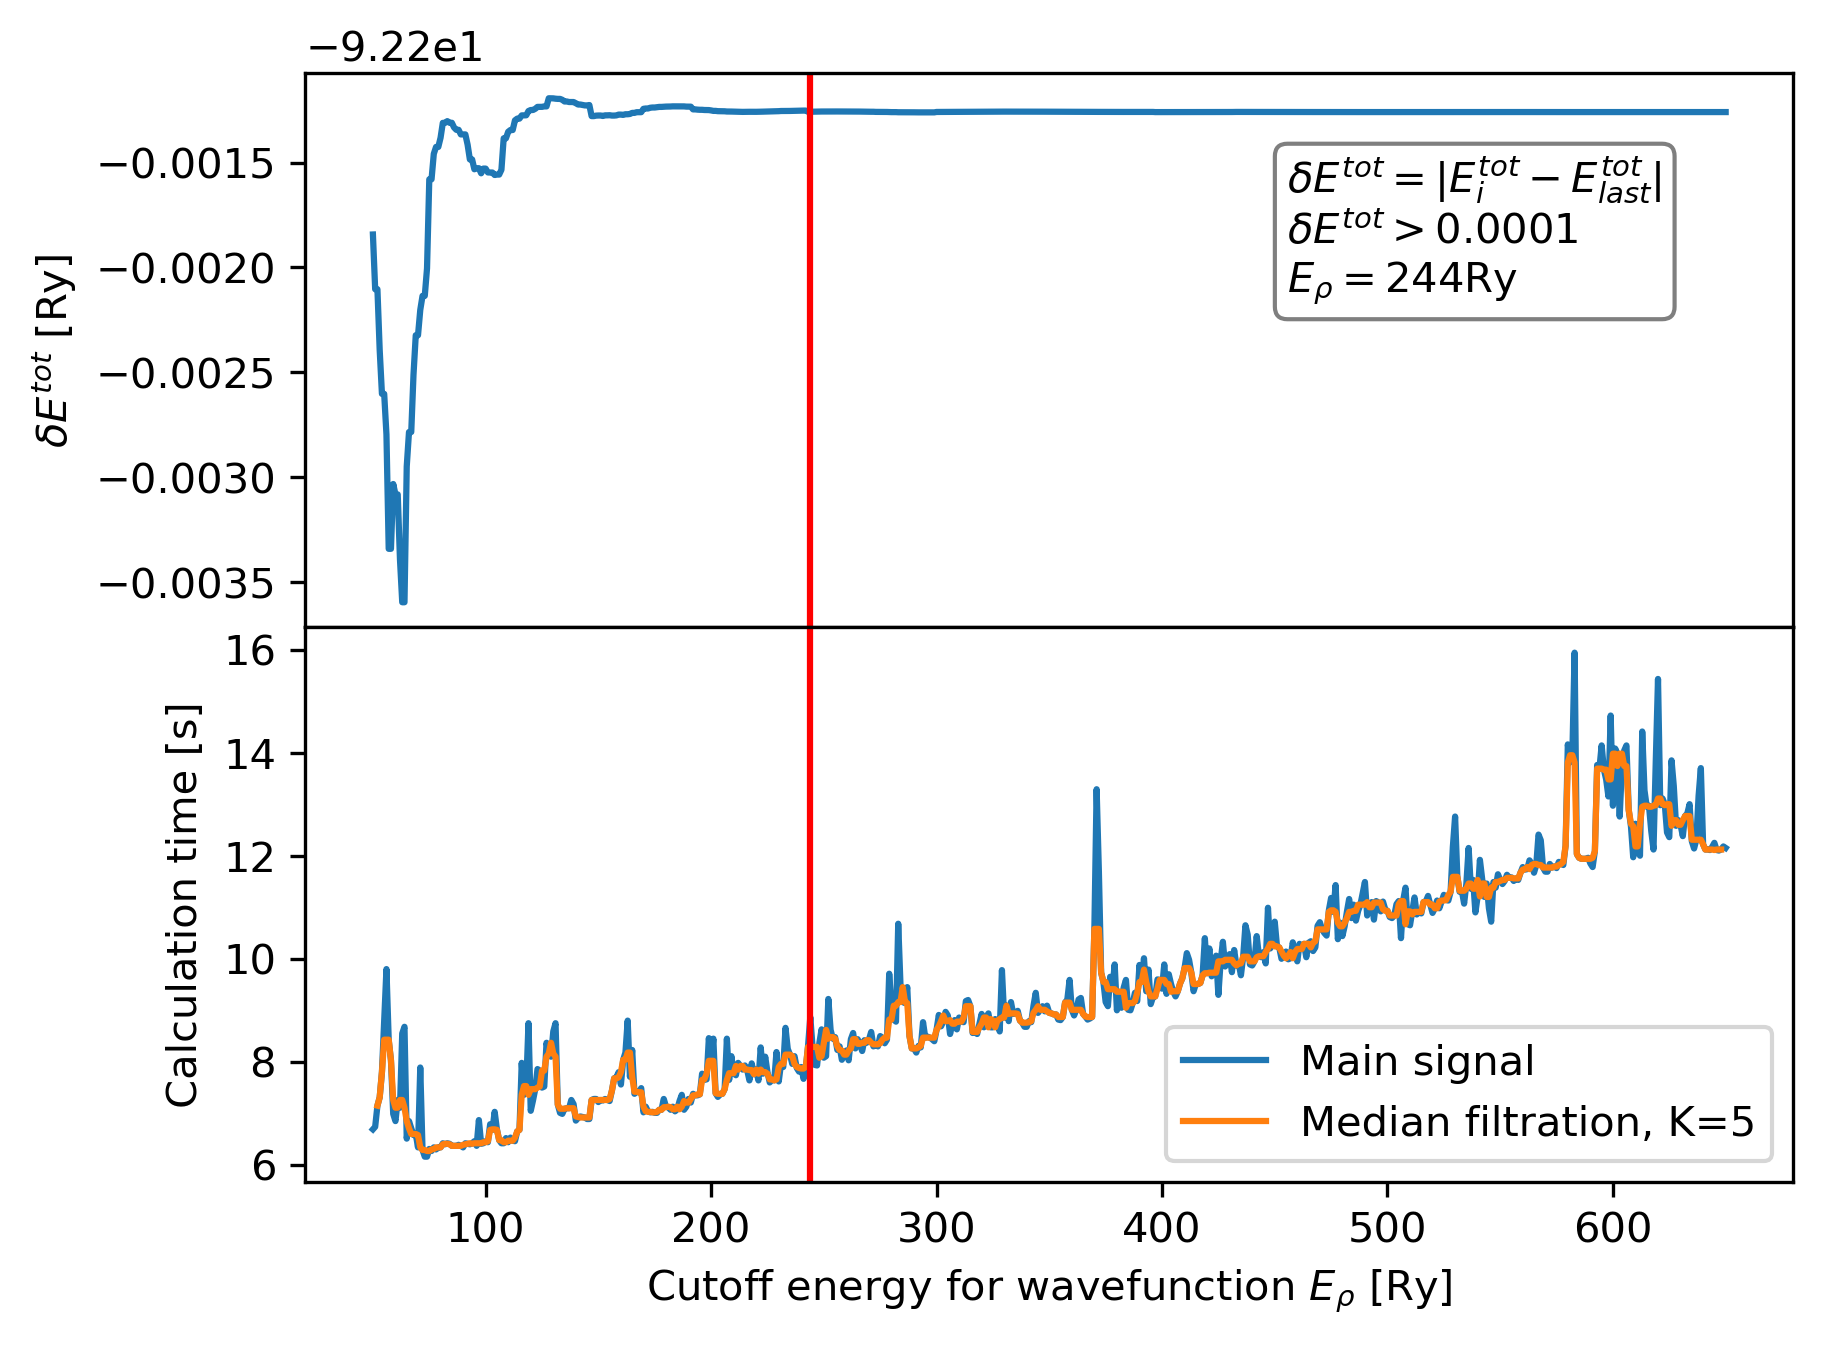 −9.22e1
δE^{tot} [Ry]
−0.0015
−0.0020
−0.0025
−0.0030
−0.0035
δE^{tot} = |E_i^{tot} − E_{last}^{tot}|
δE^{tot} > 0.0001
E_ρ = 244Ry
Calculation time [s]
16
14
12
10
8
6
Main signal
Median filtration, K=5
100 200 300 400 500 600
Cutoff energy for wavefunction E_ρ [Ry]